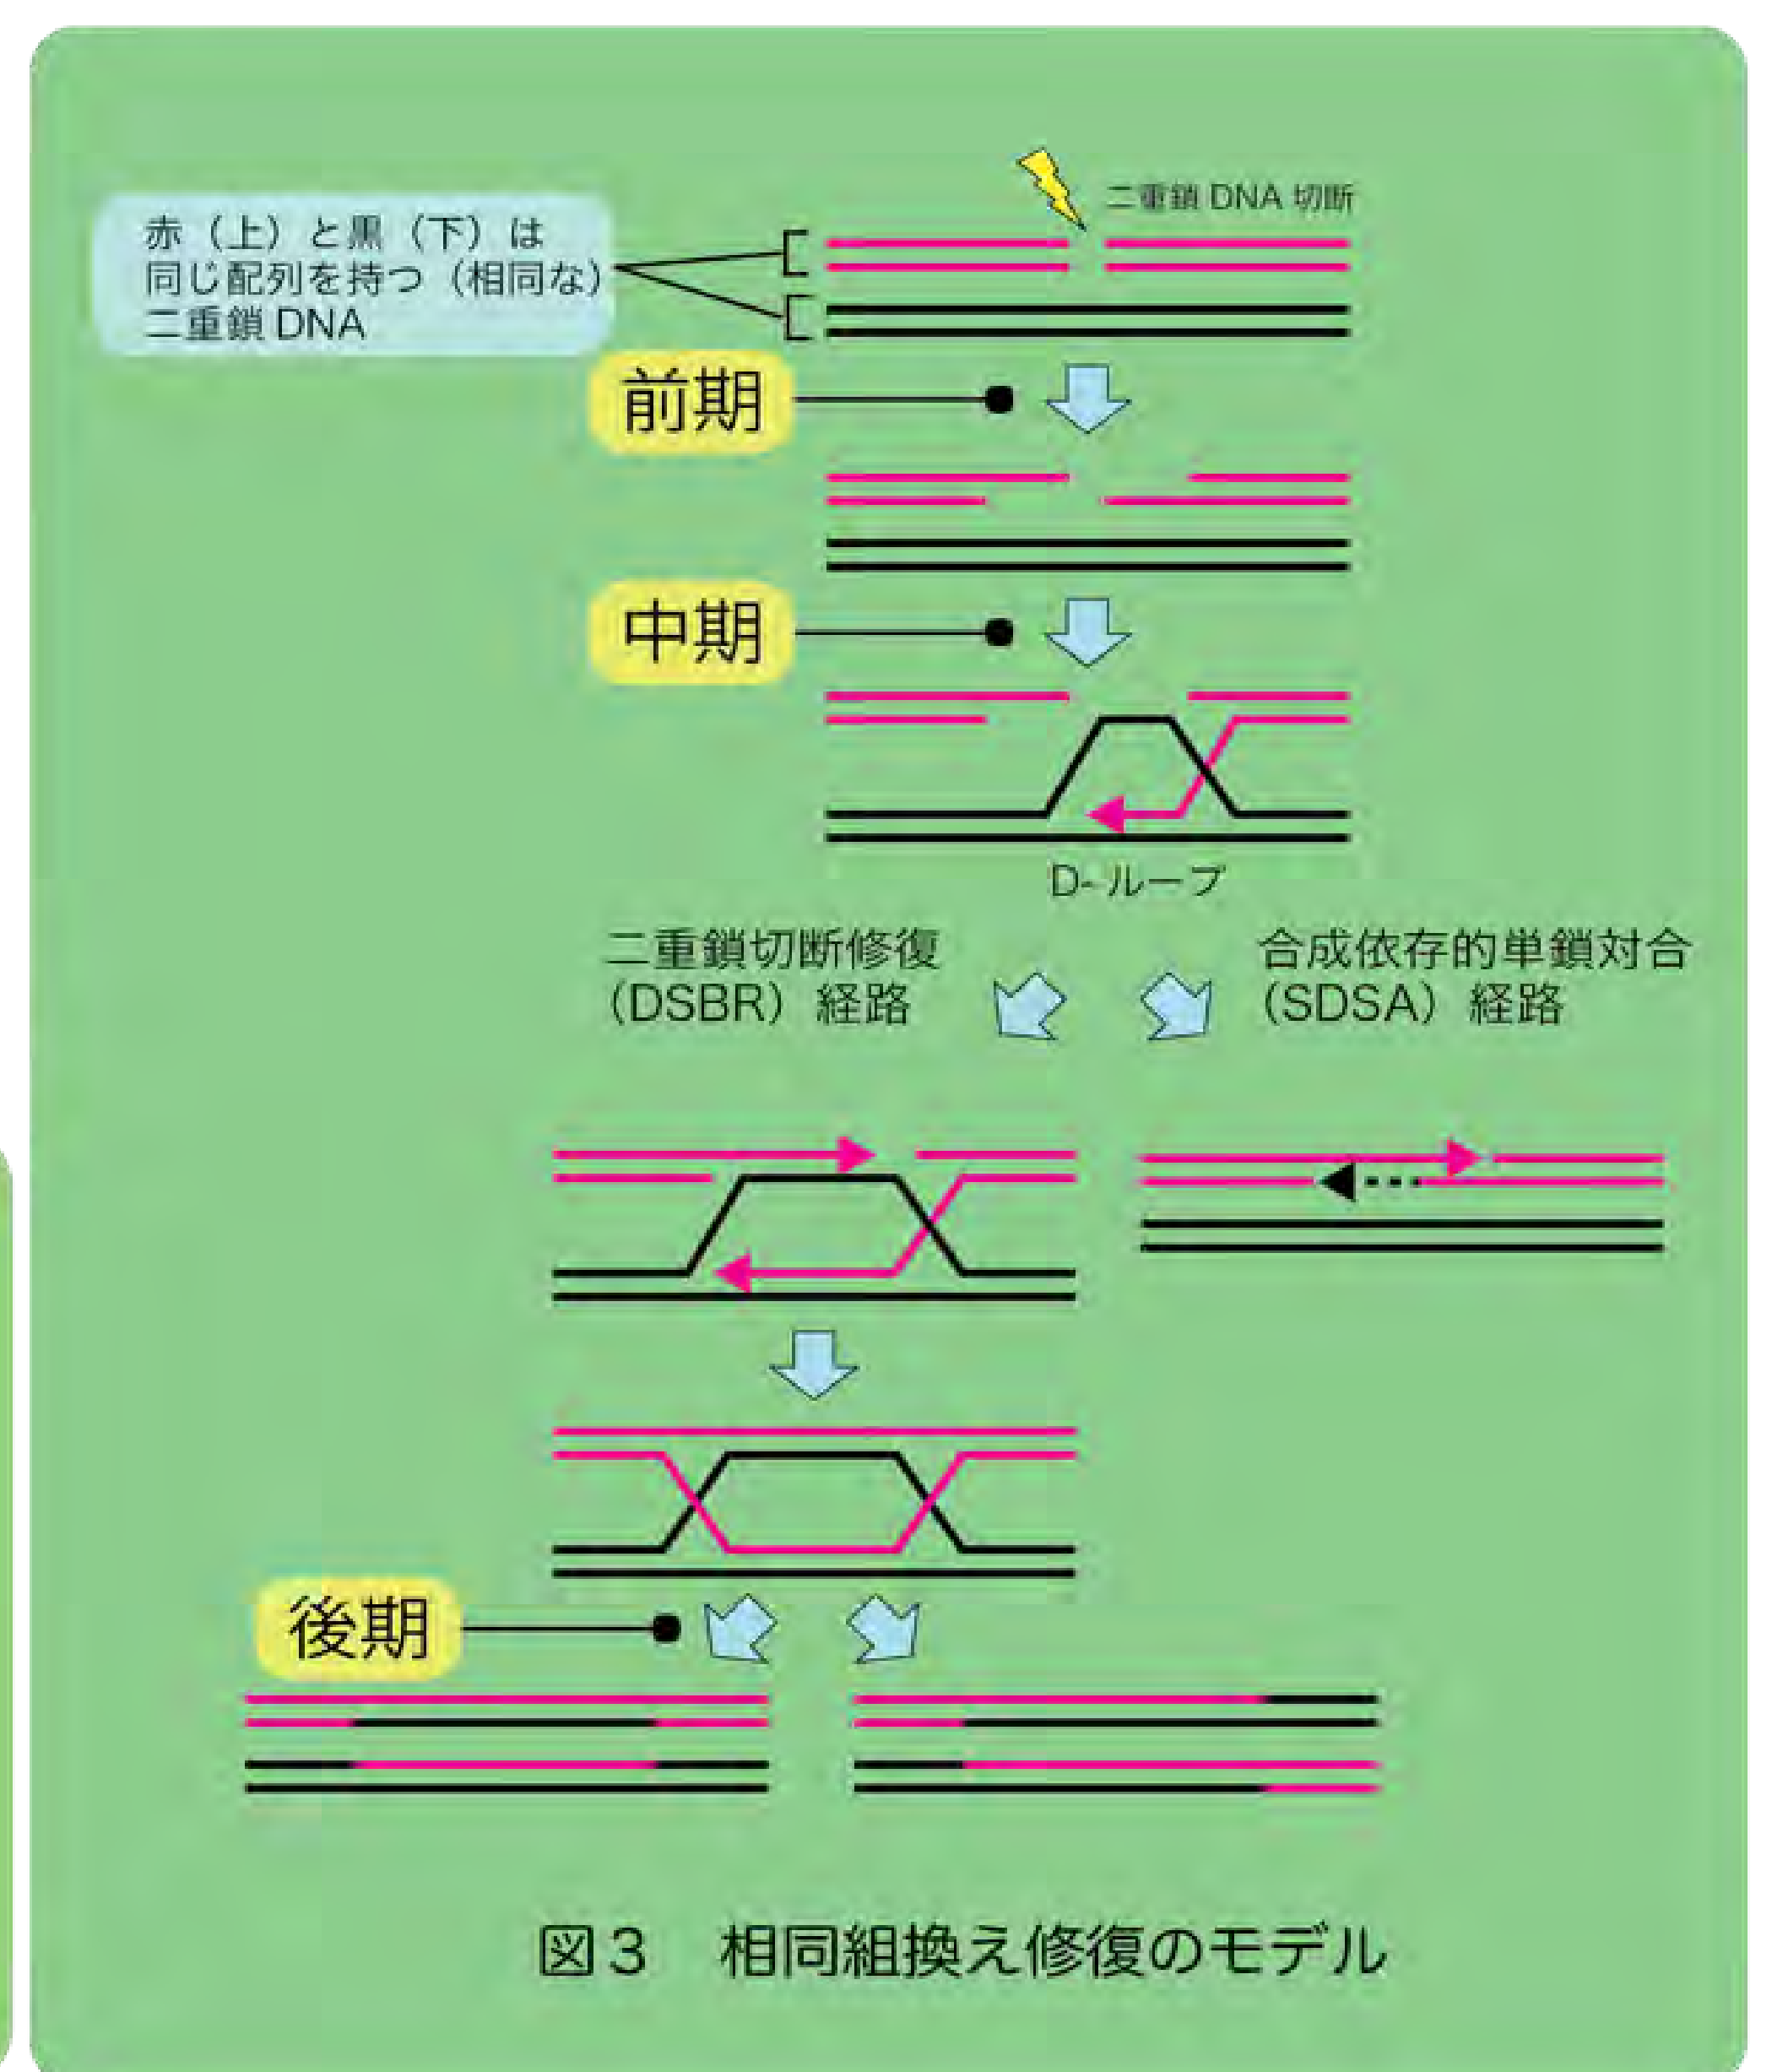 二重鎖 DNA 切断
赤（上）と黒（下）は
同じ配列を持つ（相同な）
二重鎖 DNA
前期
中期
D- ループ
二重鎖切断修復
（DSBR）経路
合成依存的単鎖対合
（SDSA）経路
後期
図３　相同組換え修復のモデル